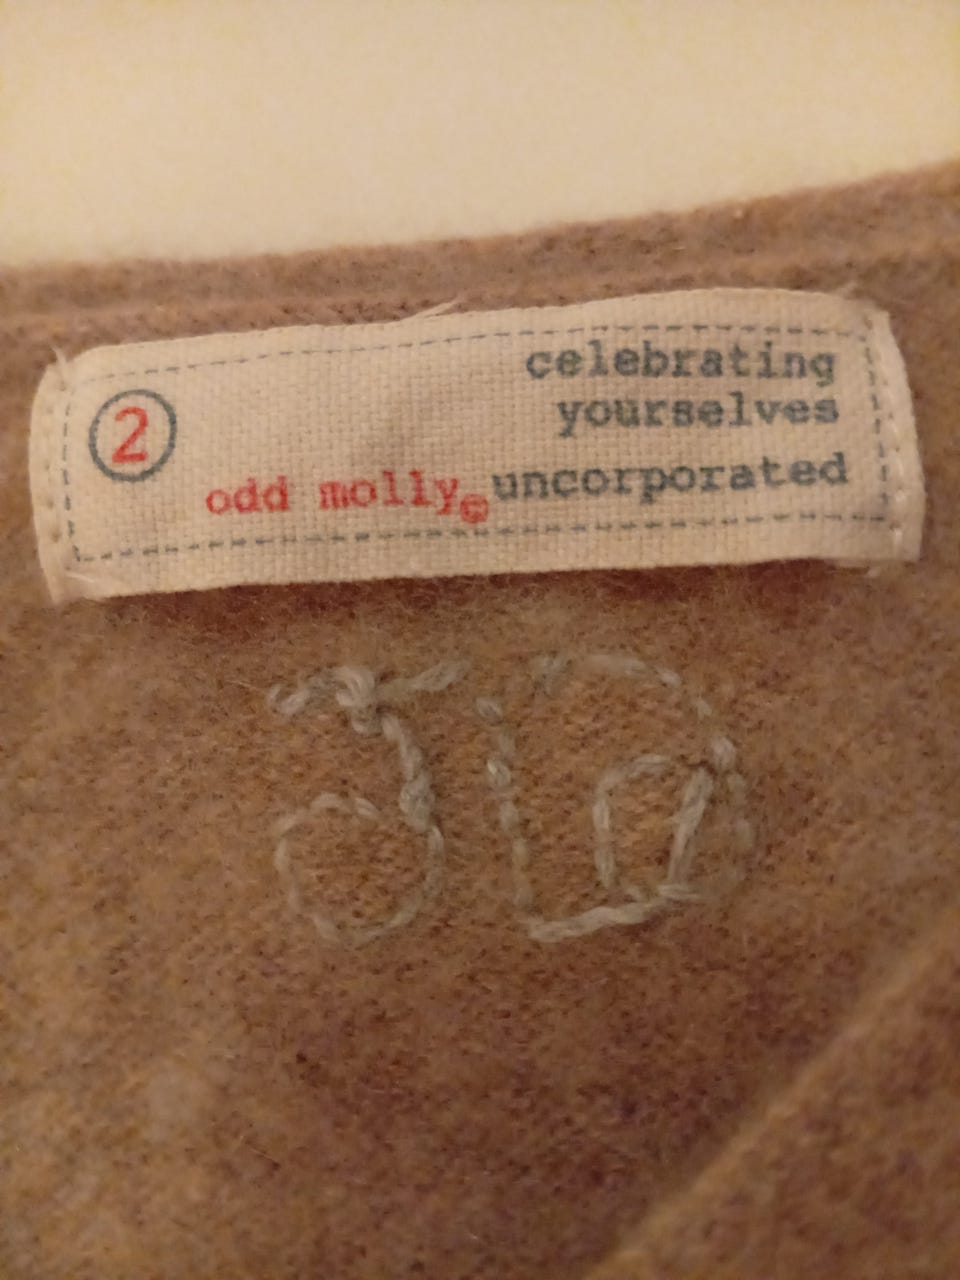 2
celebrating
yourselves
odd molly© uncorporated